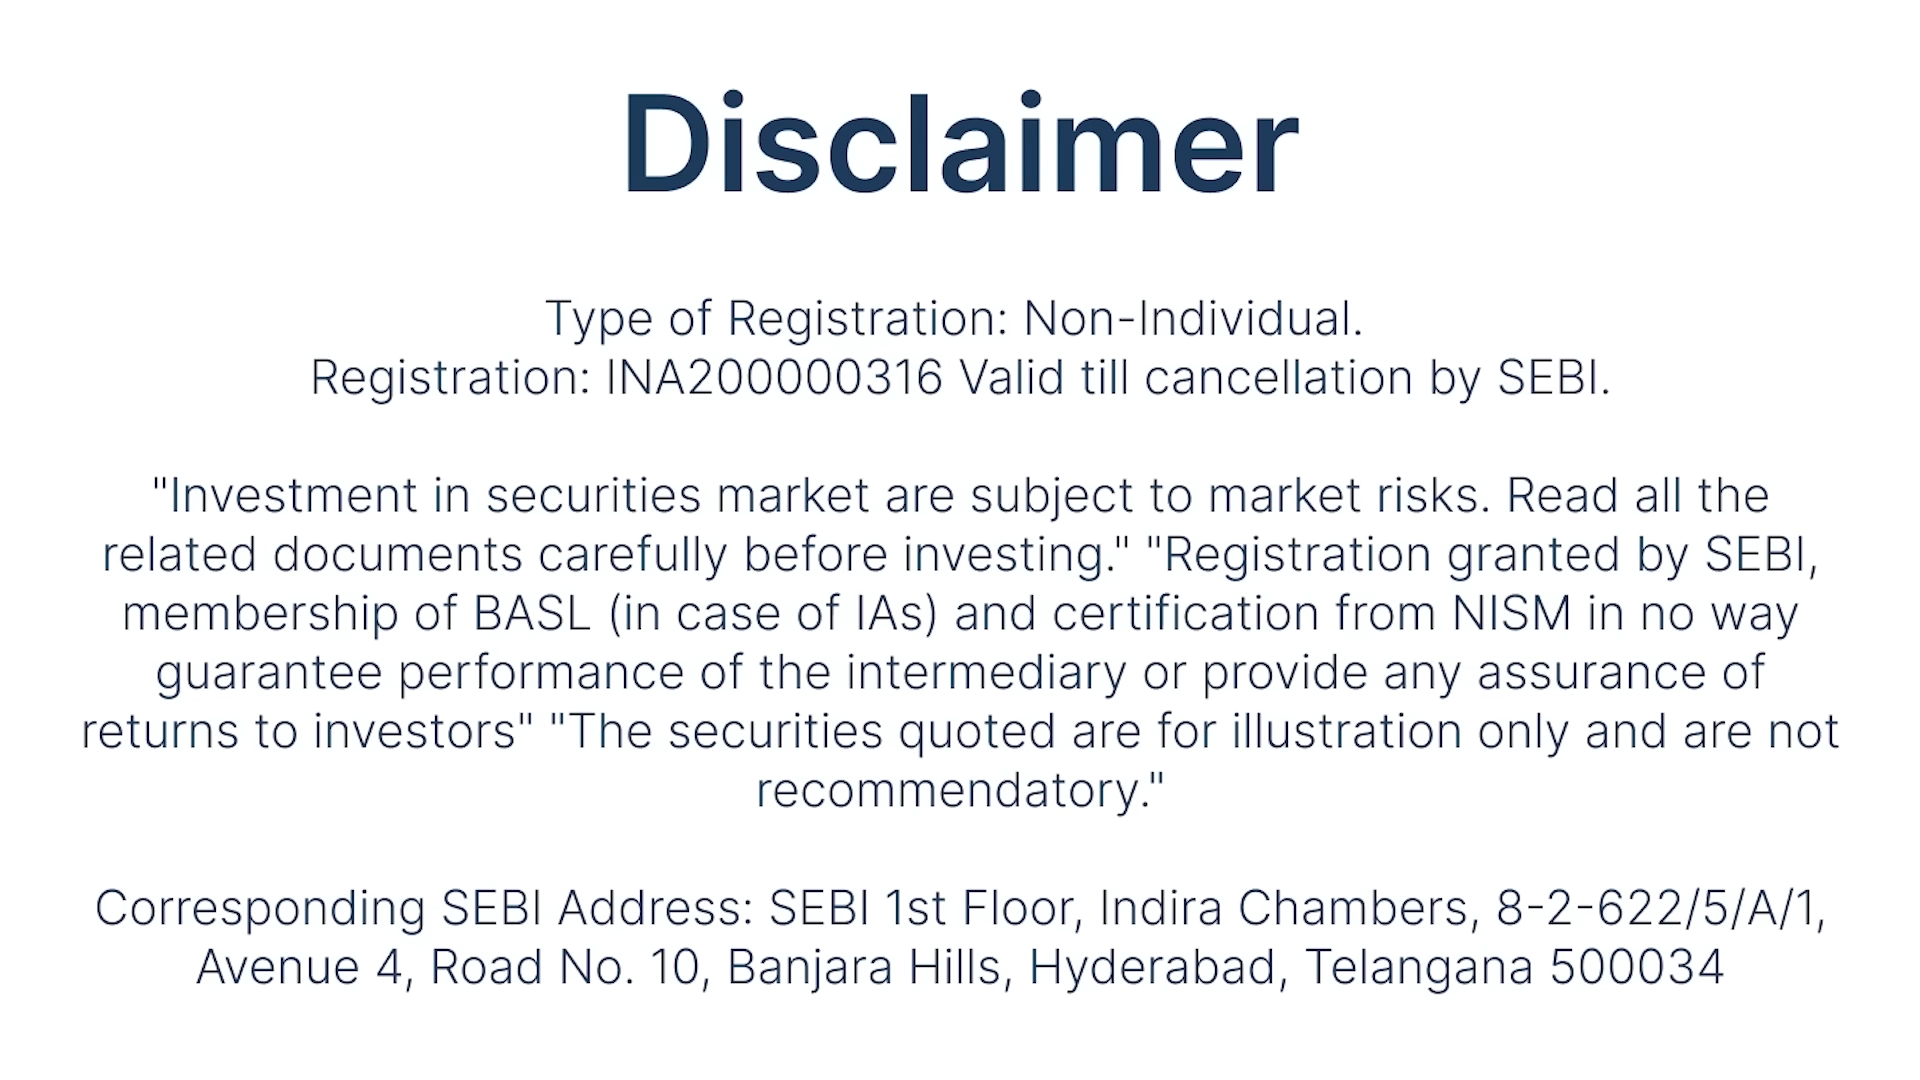 Disclaimer
Type of Registration: Non-Individual.
Registration: INA200000316 Valid till cancellation by SEBI.
"Investment in securities market are subject to market risks. Read all the
related documents carefully before investing." "Registration granted by SEBI,
membership of BASL (in case of IAs) and certification from NISM in no way
guarantee performance of the intermediary or provide any assurance of
returns to investors" "The securities quoted are for illustration only and are not
recommendatory."
Corresponding SEBI Address: SEBI 1st Floor, Indira Chambers, 8-2-622/5/A/1,
Avenue 4, Road No. 10, Banjara Hills, Hyderabad, Telangana 500034